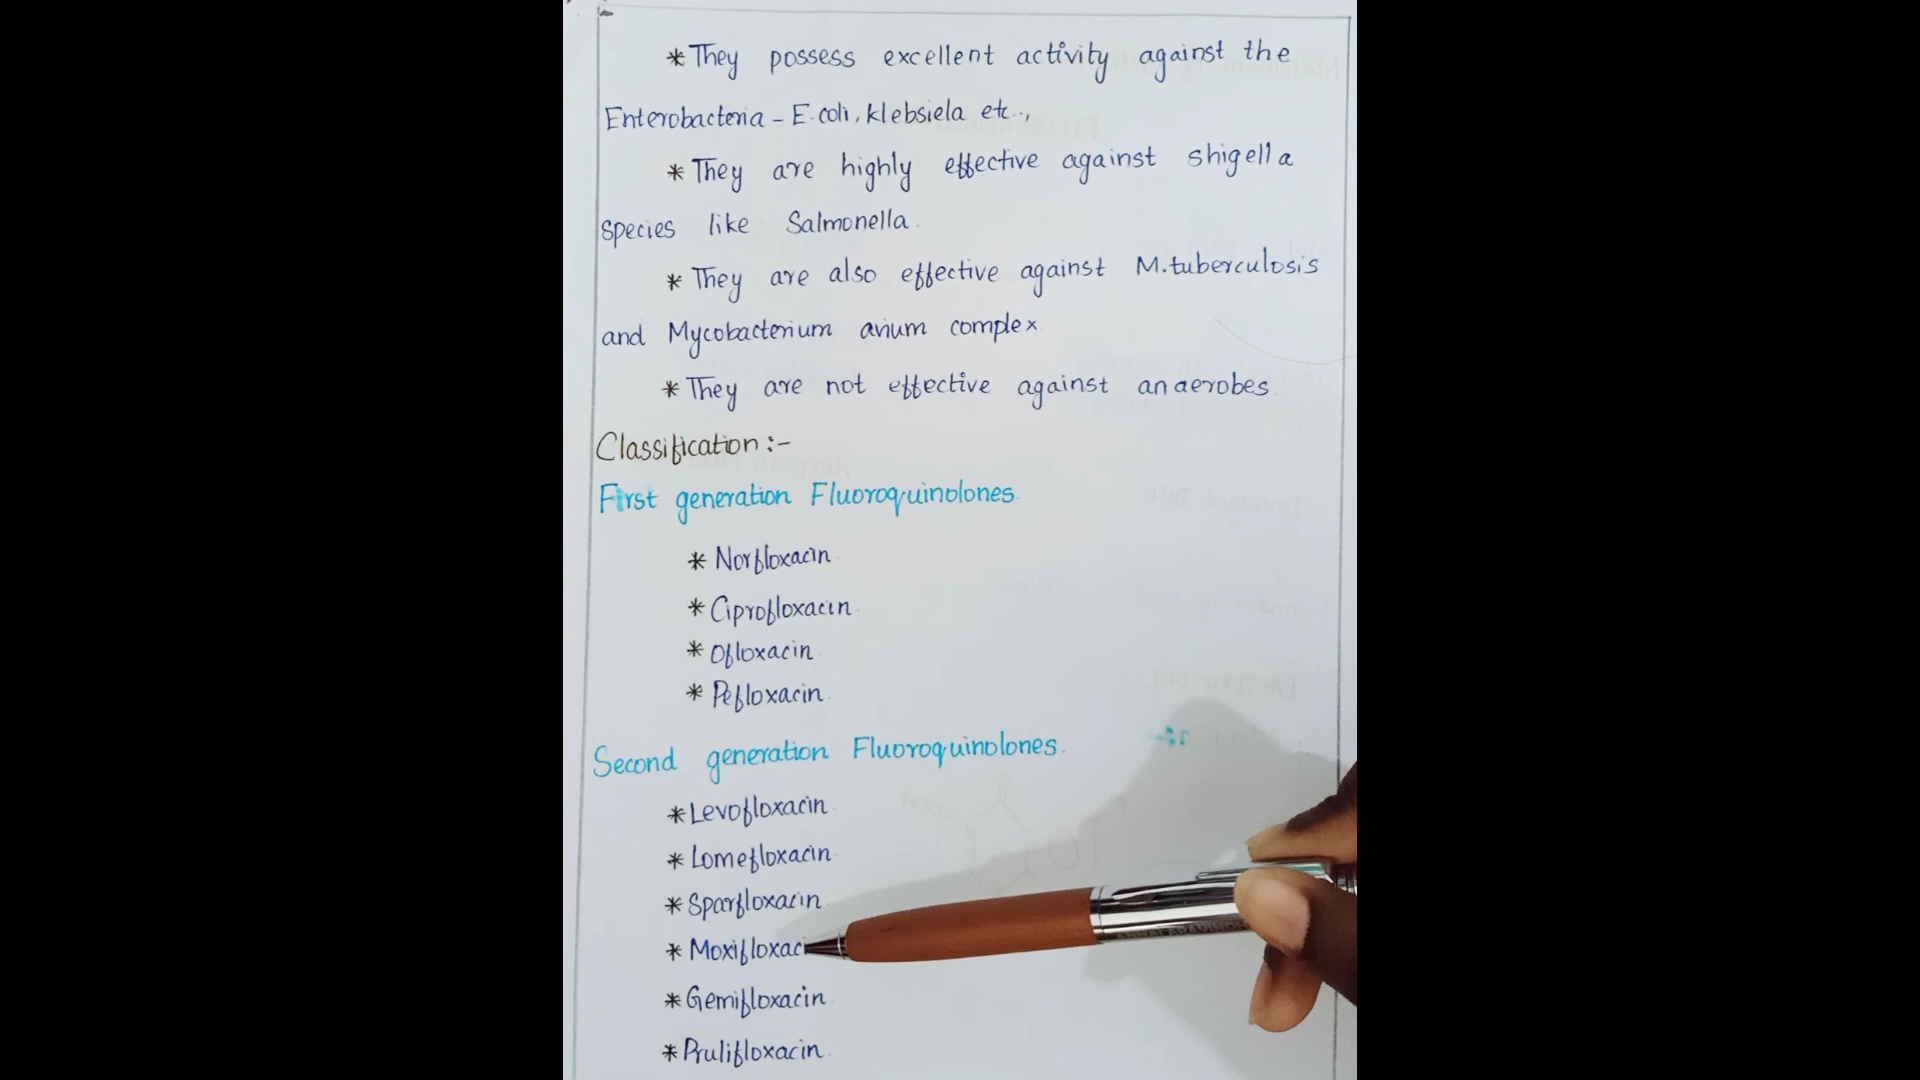 * They possess excellent activity against the
Enterobacteria - E.coli, klebsiela etc..,
* They are highly effective against shigella
species like Salmonella.
* They are also effective against M.tuberculosis
and Mycobacterium avium complex.
* They are not effective against anaerobes.
Classification :-
First generation Fluoroquinolones.
* Norfloxacin.
* Ciprofloxacin.
* Ofloxacin.
* Pefloxacin.
Second generation Fluoroquinolones.
* Levofloxacin.
* Lomefloxacin.
* Sparfloxacin.
* Moxifloxaci
* Gemifloxacin.
* Prulifloxacin.